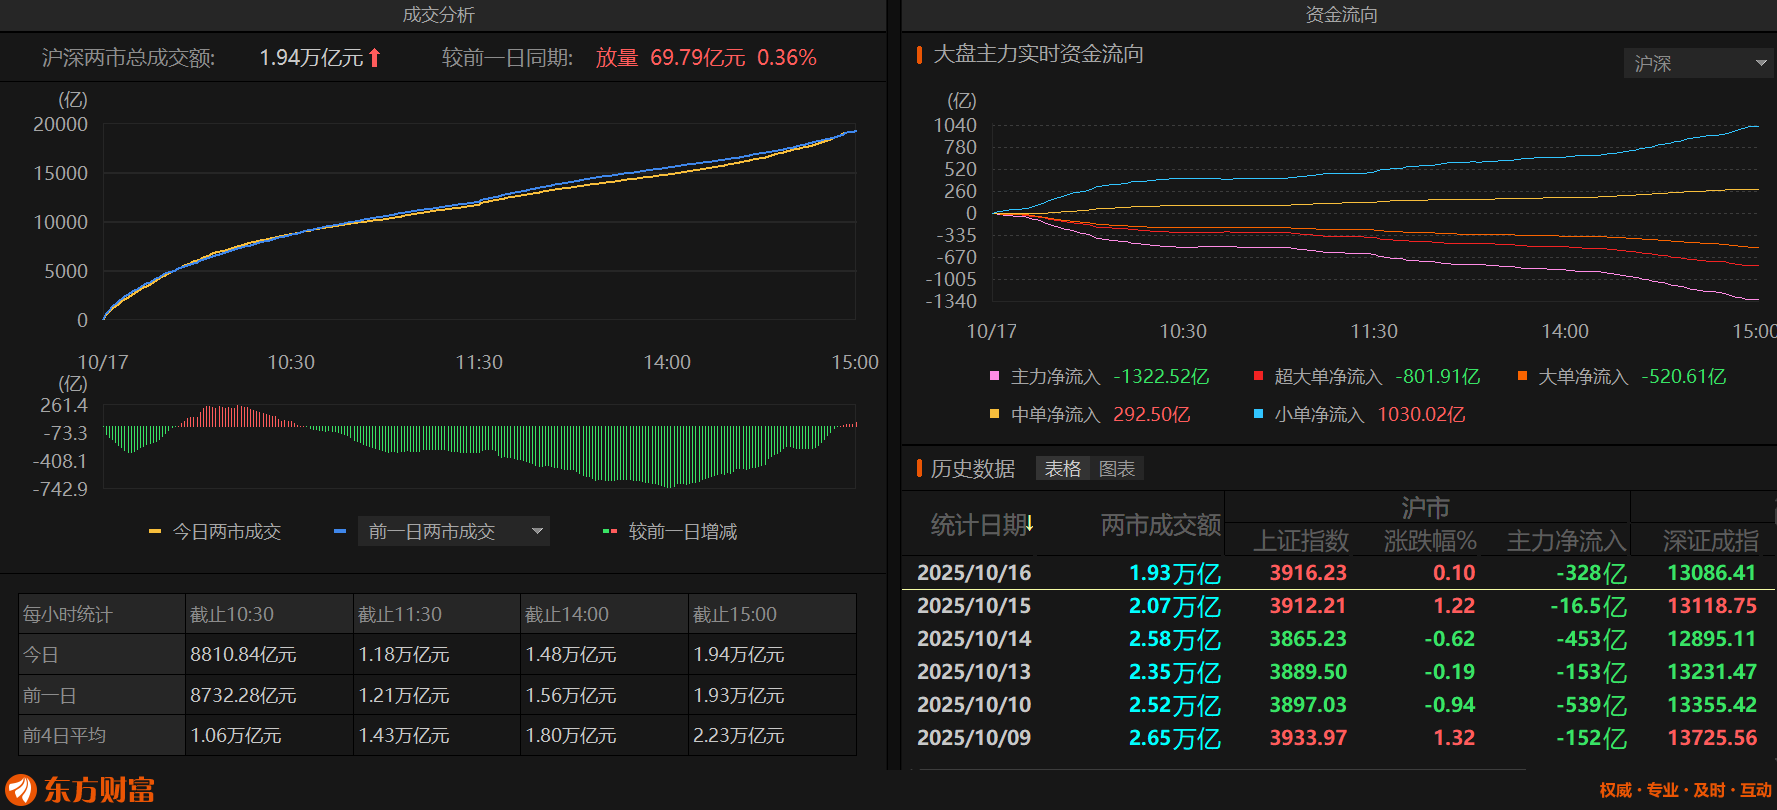 成交分析
沪深两市总成交额: 1.94万亿元 较前一日同期: 放量 69.79亿元 0.36%
(亿)
20000
15000
10000
5000
0
10/17 10:30 11:30 14:00 15:00
(亿)
261.4
-73.3
-408.1
-742.9
今日两市成交 前一日两市成交 较前一日增减
每小时统计 截止10:30 截止11:30 截止14:00 截止15:00
今日 8810.84亿元 1.18万亿元 1.48万亿元 1.94万亿元
前一日 8732.28亿元 1.21万亿元 1.56万亿元 1.93万亿元
前4日平均 1.06万亿元 1.43万亿元 1.80万亿元 2.23万亿元
资金流向
大盘主力实时资金流向
沪深
(亿)
1040
780
520
260
0
-335
-670
-1005
-1340
10/17 10:30 11:30 14:00 15:00
主力净流入 -1322.52亿 超大单净流入 -801.91亿 大单净流入 -520.61亿
中单净流入 292.50亿 小单净流入 1030.02亿
历史数据 表格 图表
统计日期 两市成交额 沪市
上证指数 涨跌幅% 主力净流入 深证成指
2025/10/16 1.93万亿 3916.23 0.10 -328亿 13086.41
2025/10/15 2.07万亿 3912.21 1.22 -16.5亿 13118.75
2025/10/14 2.58万亿 3865.23 -0.62 -453亿 12895.11
2025/10/13 2.35万亿 3889.50 -0.19 -153亿 13231.47
2025/10/10 2.52万亿 3897.03 -0.94 -539亿 13355.42
2025/10/09 2.65万亿 3933.97 1.32 -152亿 13725.56
东方财富
权威·专业·及时·互动